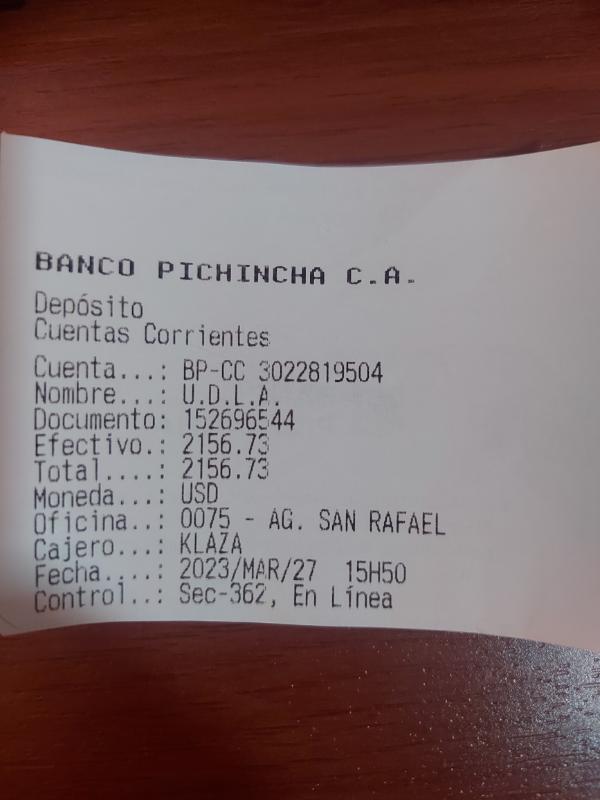 BANCO PICHINCHA C.A.
Depósito
Cuentas Corrientes
Cuenta...: BP-CC 3022819504
Nombre...: U.D.L.A.
Documento: 152696544
Efectivo.: 2156.73
Total....: 2156.73
Moneda...: USD
Oficina..: 0075 - AG. SAN RAFAEL
Cajero...: KLAZA
Fecha....: 2023/MAR/27 15H50
Control..: Sec-362, En Línea